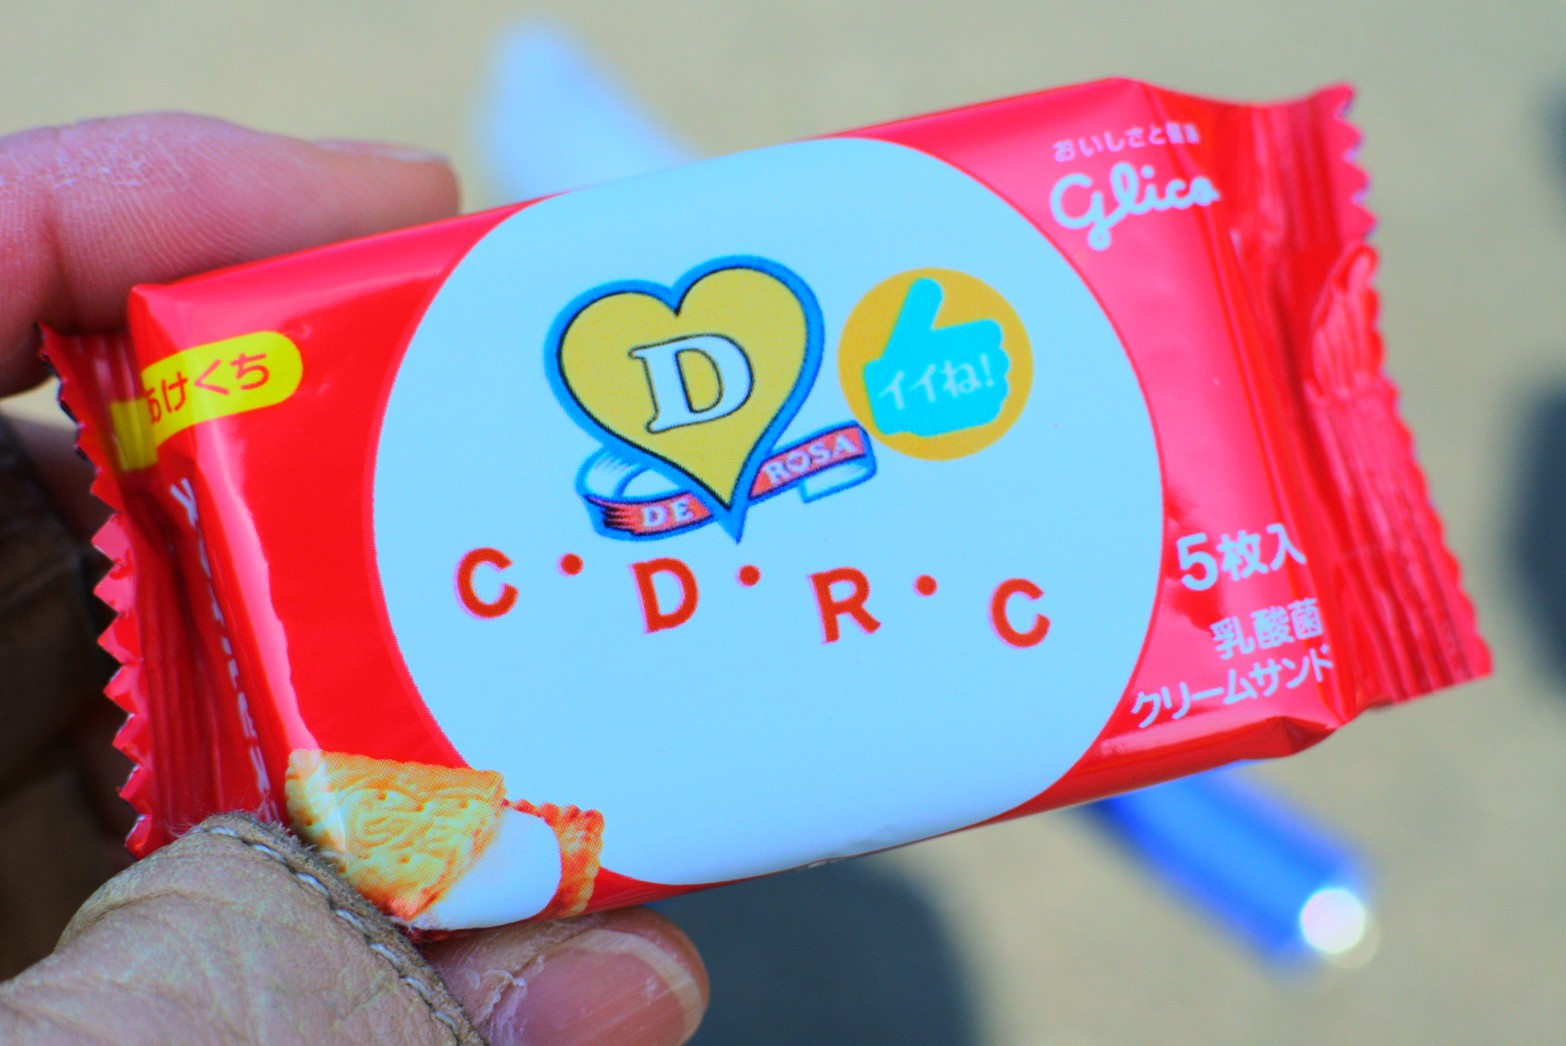 おいしさと健康
Glico
あけくち
D
イイね!
DE ROSA
C・D・R・C
5枚入
乳酸菌
クリームサンド